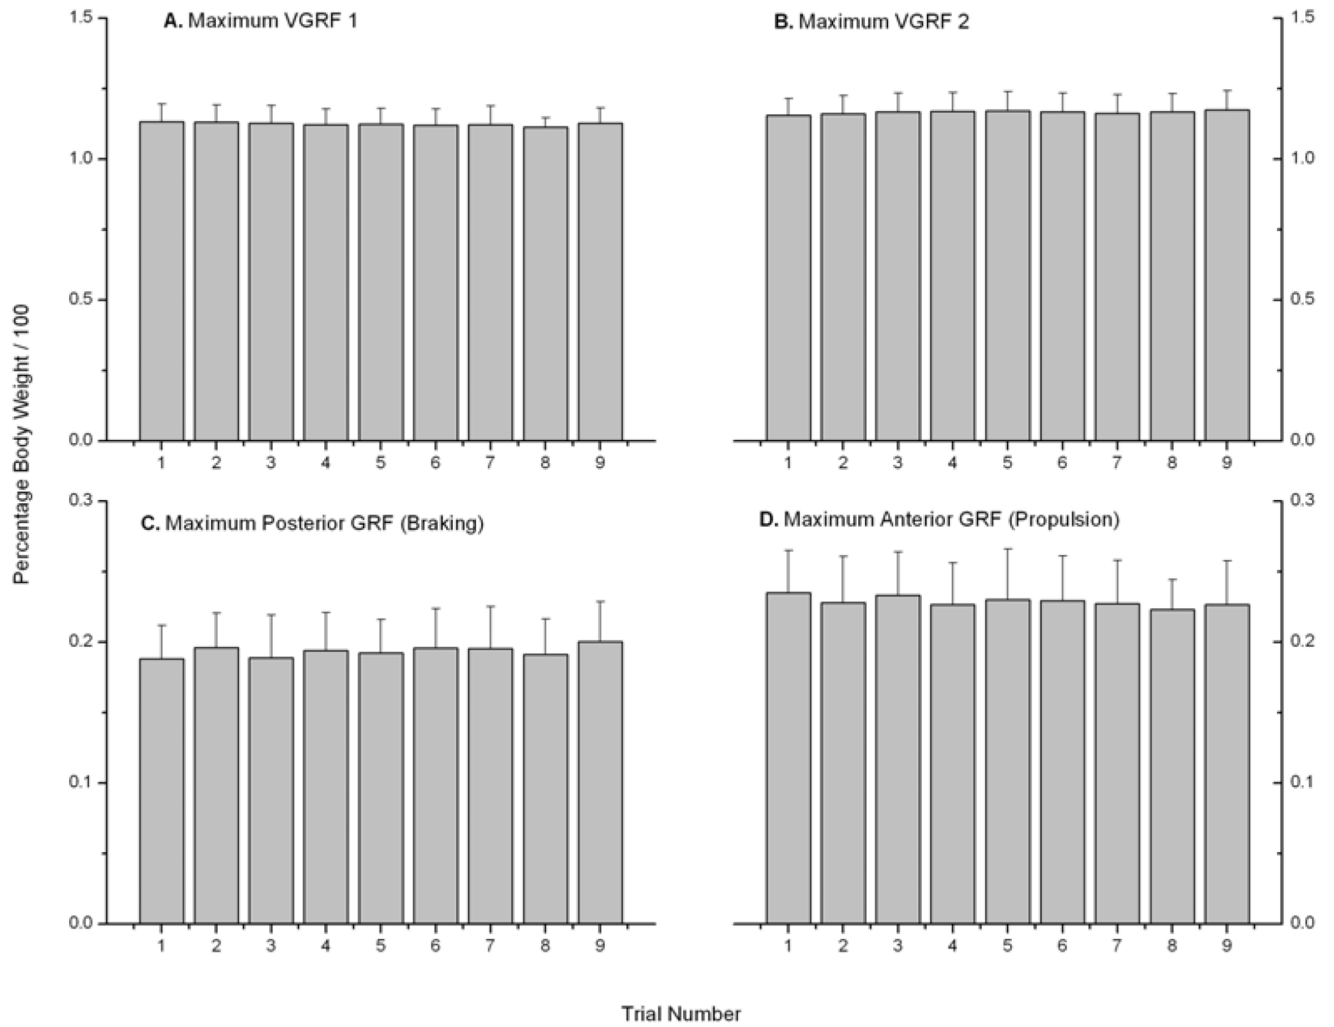 A. Maximum VGRF 1
1.5
1.0
0.5
0.0
1 2 3 4 5 6 7 8 9
B. Maximum VGRF 2
1.5
1.0
0.5
0.0
1 2 3 4 5 6 7 8 9
Percentage Body Weight / 100
C. Maximum Posterior GRF (Braking)
0.3
0.2
0.1
0.0
1 2 3 4 5 6 7 8 9
D. Maximum Anterior GRF (Propulsion)
0.3
0.2
0.1
0.0
1 2 3 4 5 6 7 8 9
Trial Number